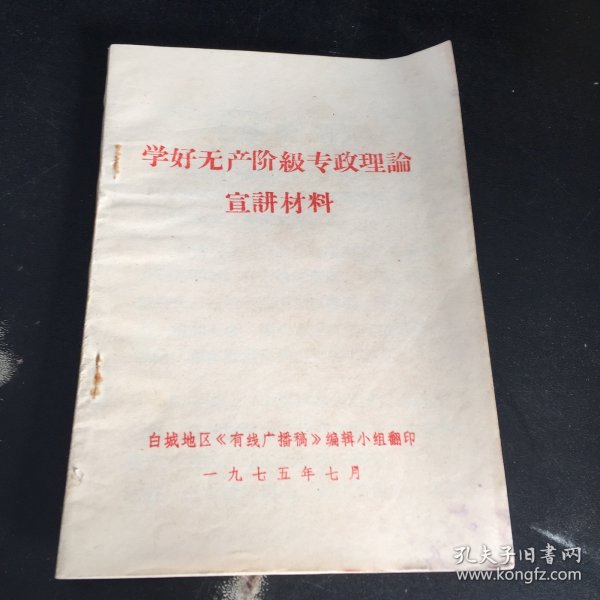 学好无产阶級专政理論
宣講材料
白城地区《有线广播稿》编辑小组翻印
一九七五年七月
孔夫子旧书网
www.kongfz.com